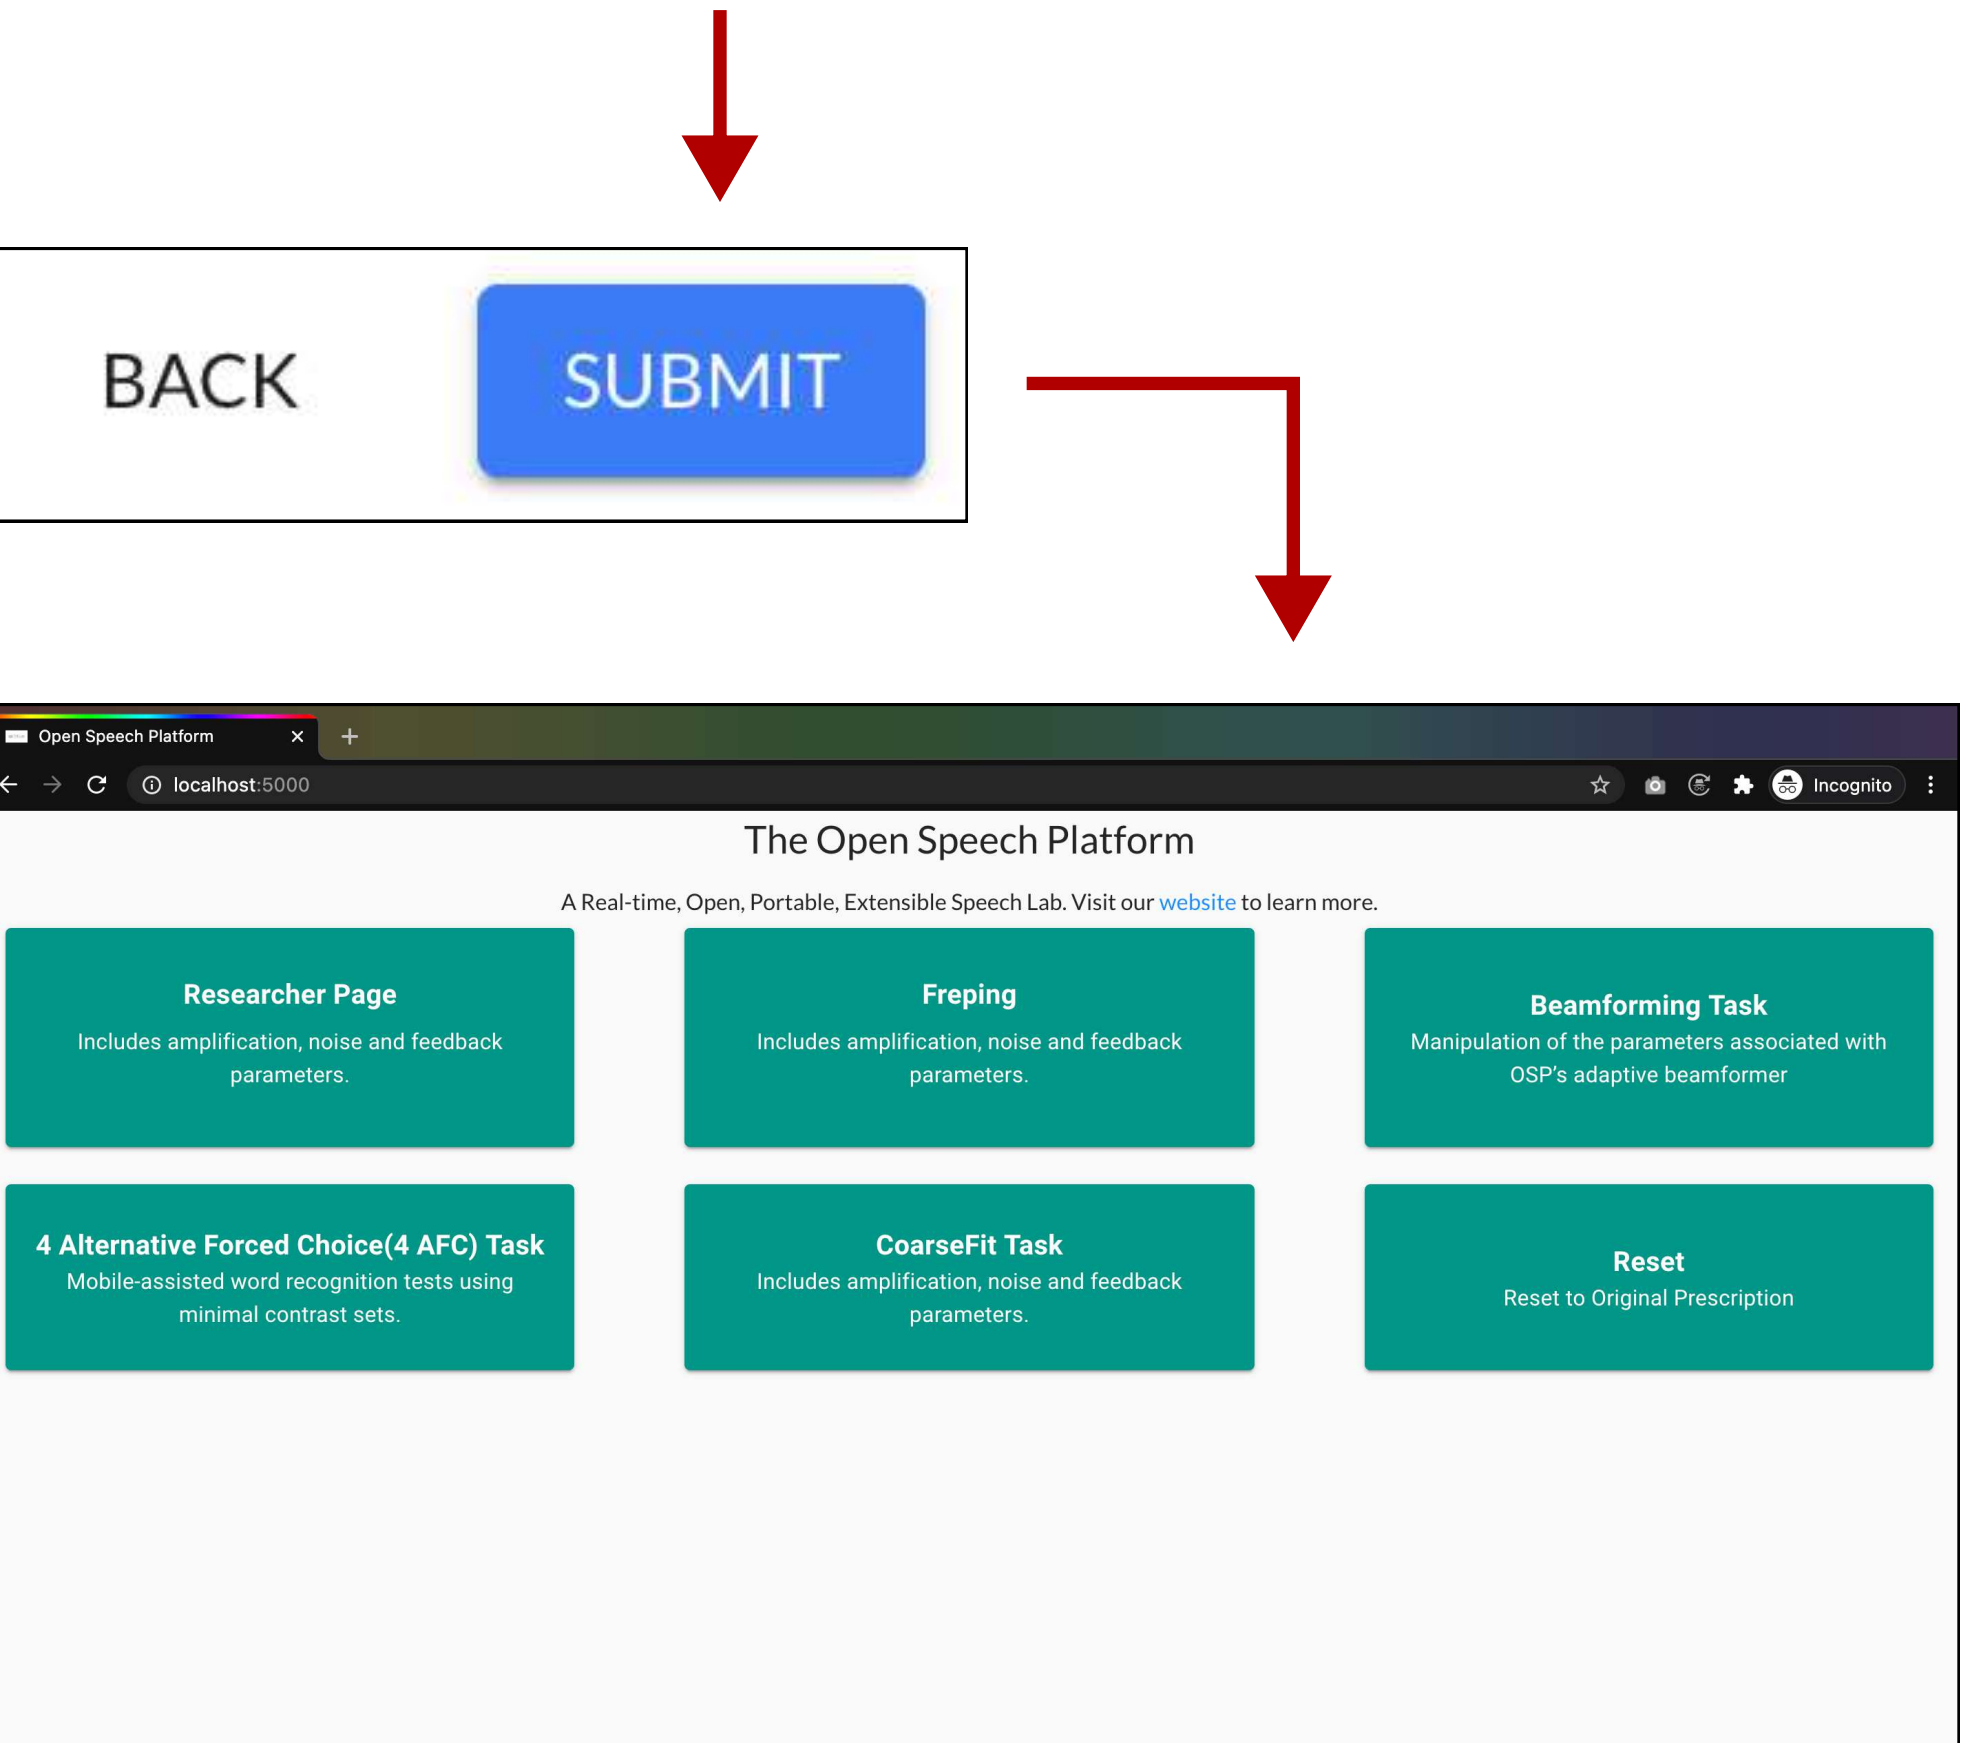 BACK
SUBMIT
Open Speech Platform
localhost:5000
Incognito
The Open Speech Platform
A Real-time, Open, Portable, Extensible Speech Lab. Visit our website to learn more.
Researcher Page
Includes amplification, noise and feedback
parameters.
Freping
Includes amplification, noise and feedback
parameters.
Beamforming Task
Manipulation of the parameters associated with
OSP's adaptive beamformer
4 Alternative Forced Choice(4 AFC) Task
Mobile-assisted word recognition tests using
minimal contrast sets.
CoarseFit Task
Includes amplification, noise and feedback
parameters.
Reset
Reset to Original Prescription